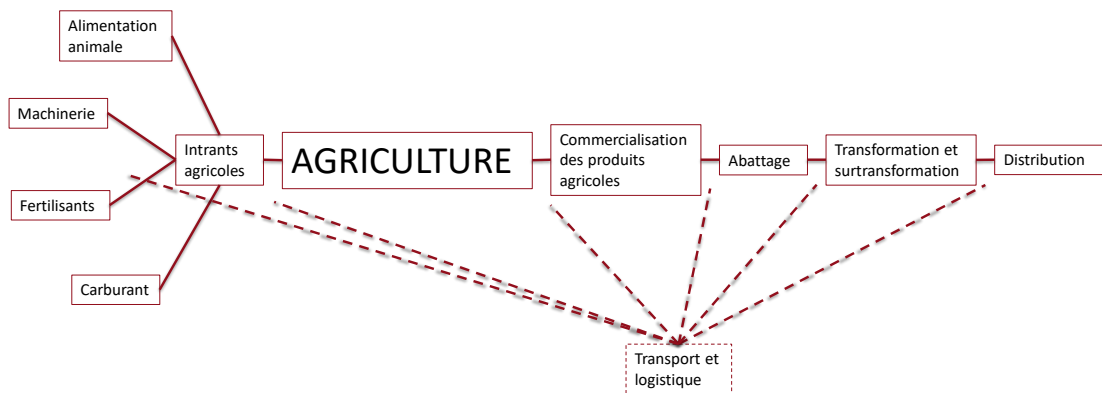 Alimentation
animale
Machinerie
Fertilisants
Carburant
Intrants
agricoles
AGRICULTURE
Commercialisation
des produits
agricoles
Abattage
Transformation et
surtransformation
Distribution
Transport et
logistique